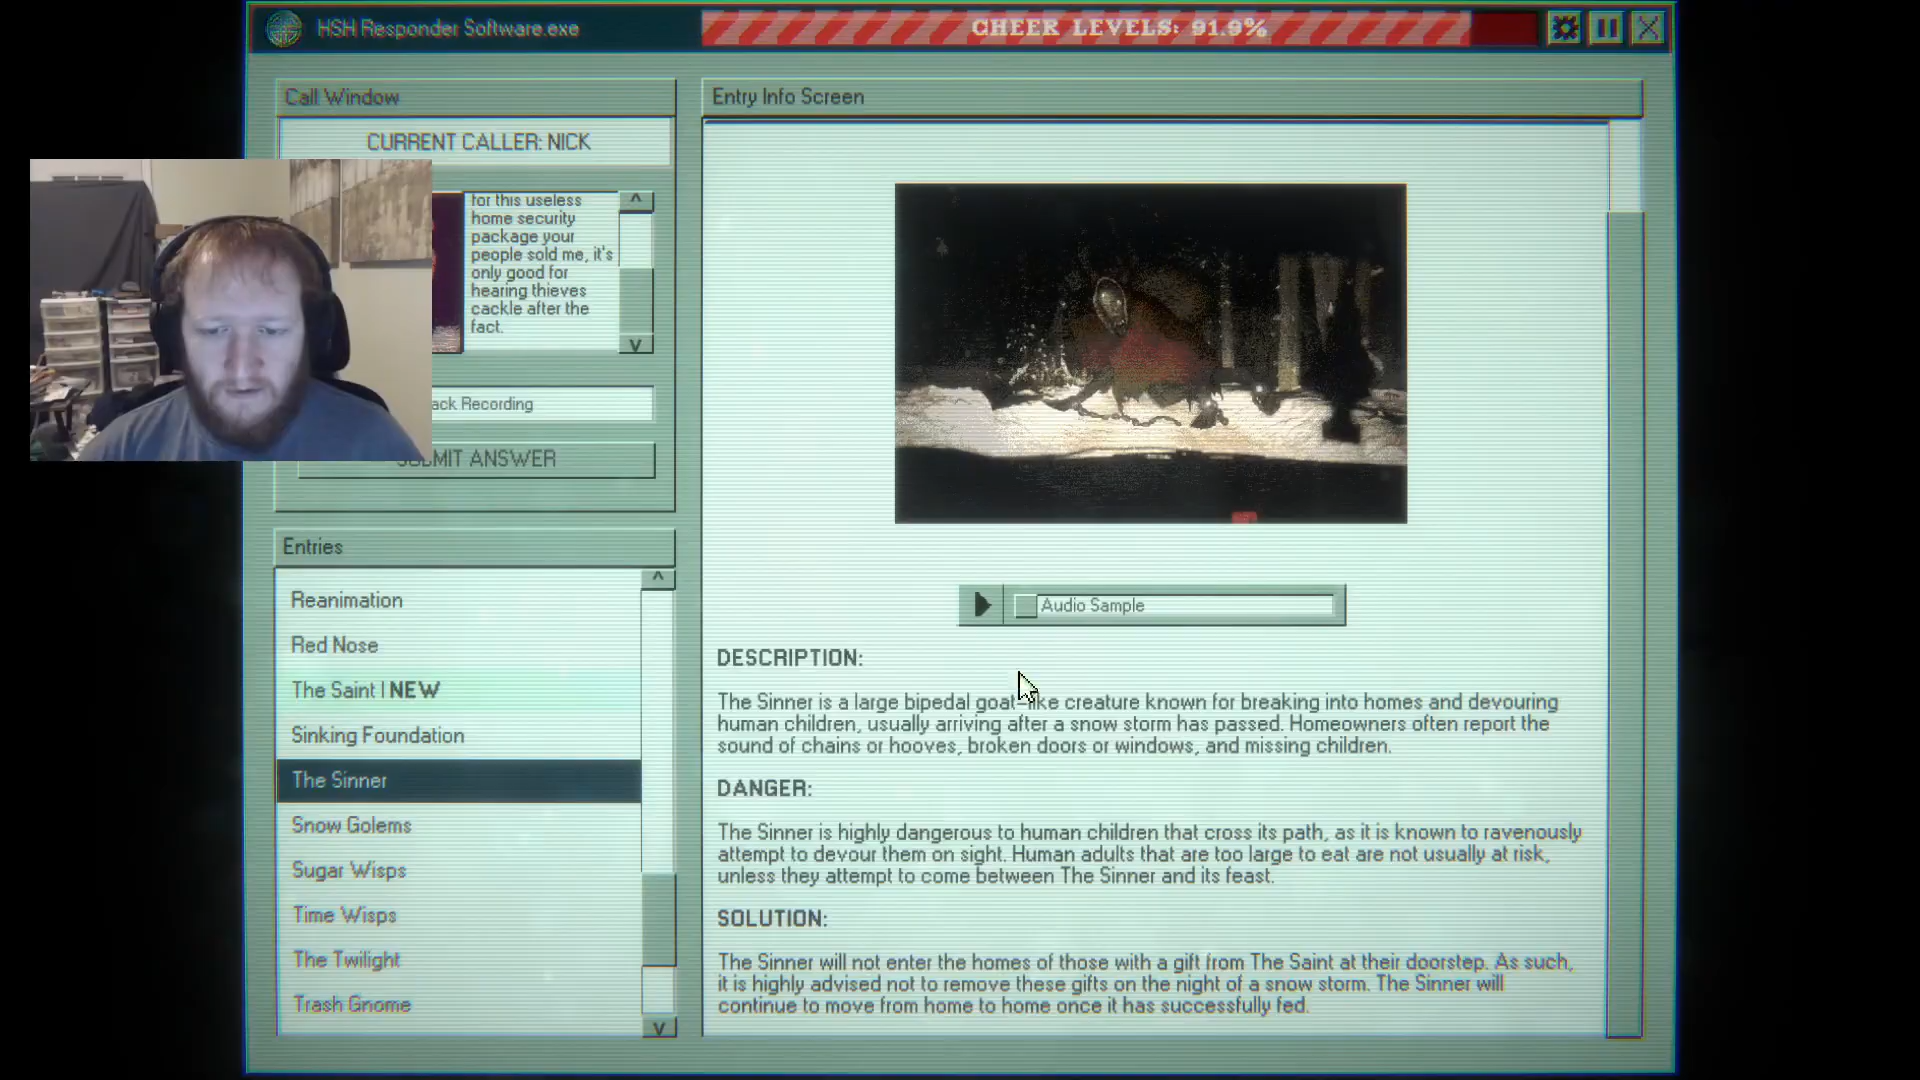 HSH Responder Software.exe
CHEER LEVELS: 91.9%
Call Window
CURRENT CALLER: NICK
for this useless
home security
package your
people sold me, it's
only good for
hearing thieves
cackle after the
fact.
ack Recording
SUBMIT ANSWER
Entries
Reanimation
Red Nose
The Saint | NEW
Sinking Foundation
The Sinner
Snow Golems
Sugar Wisps
Time Wisps
The Twilight
Trash Gnome
Entry Info Screen
Audio Sample
DESCRIPTION:
The Sinner is a large bipedal goat-like creature known for breaking into homes and devouring
human children, usually arriving after a snow storm has passed. Homeowners often report the
sound of chains or hooves, broken doors or windows, and missing children.
DANGER:
The Sinner is highly dangerous to human children that cross its path, as it is known to ravenously
attempt to devour them on sight. Human adults that are too large to eat are not usually at risk,
unless they attempt to come between The Sinner and its feast.
SOLUTION:
The Sinner will not enter the homes of those with a gift from The Saint at their doorstep. As such,
it is highly advised not to remove these gifts on the night of a snow storm. The Sinner will
continue to move from home to home once it has successfully fed.